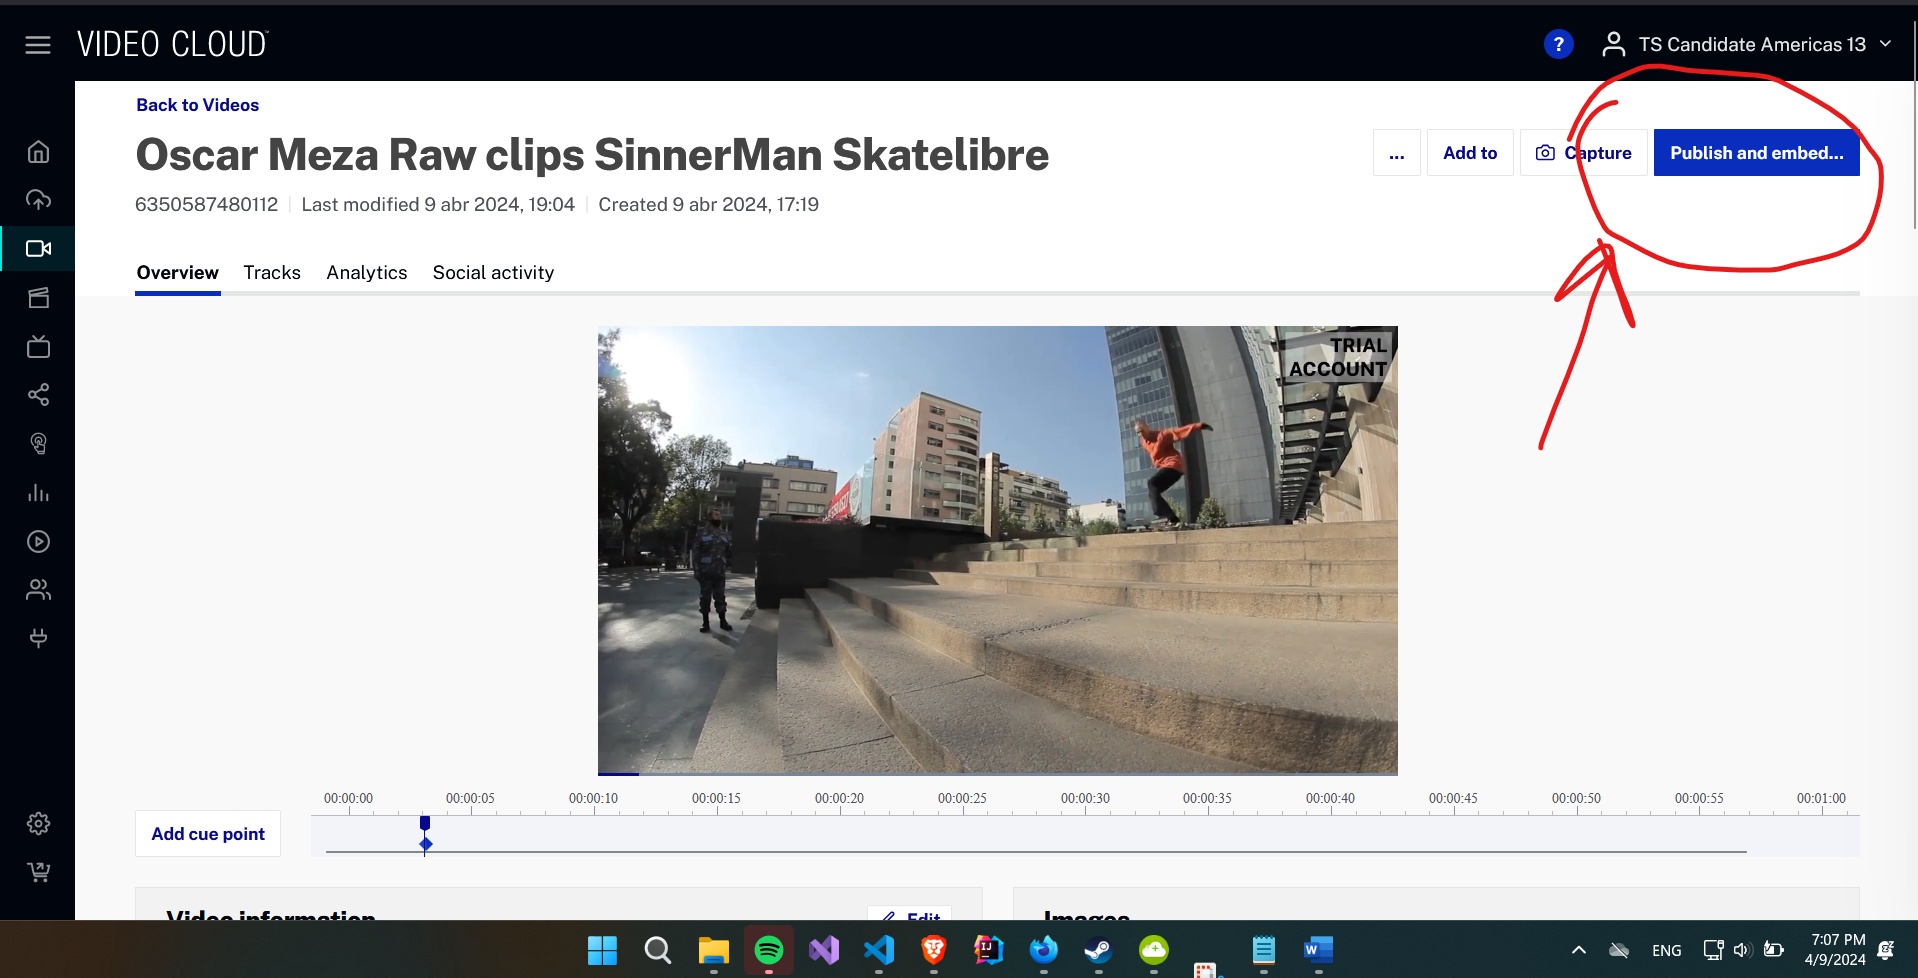 VIDEO CLOUD
? TS Candidate Americas 13
Back to Videos
Oscar Meza Raw clips SinnerMan Skatelibre
... Add to Capture Publish and embed...
6350587480112 Last modified 9 abr 2024, 19:04 Created 9 abr 2024, 17:19
Overview Tracks Analytics Social activity
TRIAL
ACCOUNT
00:00:00 00:00:05 00:00:10 00:00:15 00:00:20 00:00:25 00:00:30 00:00:35 00:00:40 00:00:45 00:00:50 00:00:55 00:01:00
Add cue point
Video information Edit Images
ENG 7:07 PM
4/9/2024